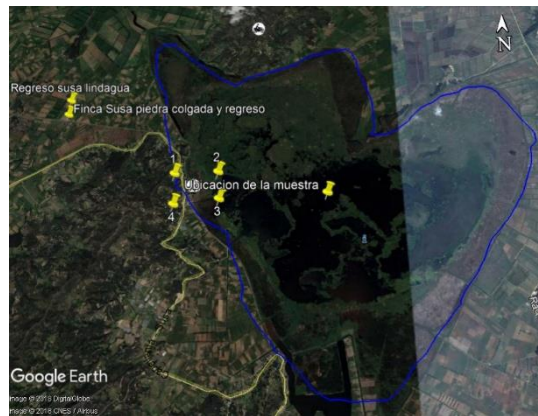 N
Regreso susa lindagua
Finca Susa piedra colgada y regreso
1
2
Ubicacion de la muestra
4
3
Google Earth
Image © 2018 DigitalGlobe
Image © 2018 CNES / Airbus